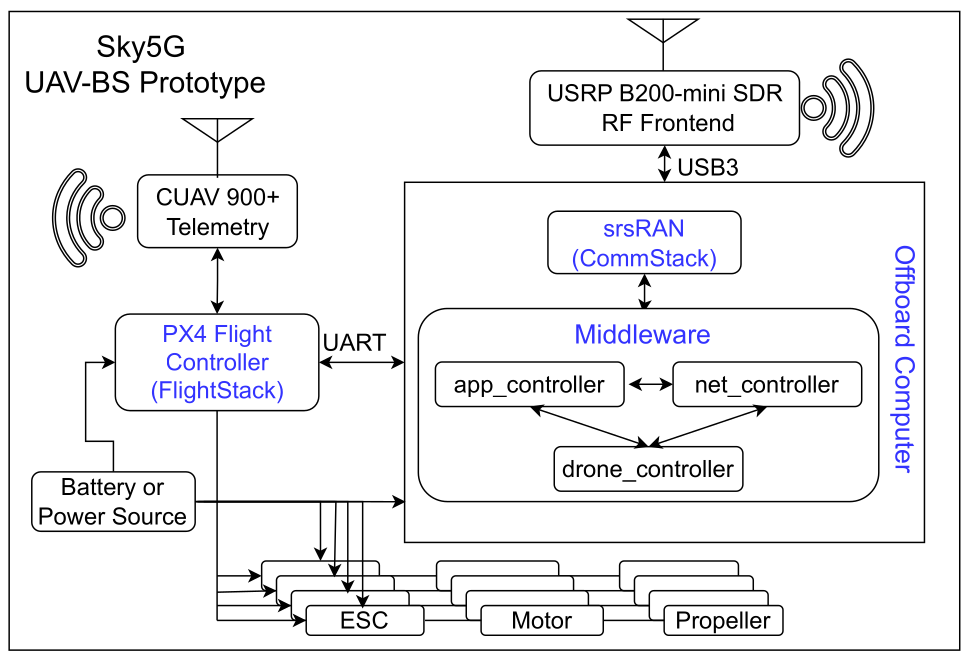 Sky5G
UAV-BS Prototype
USRP B200-mini SDR
RF Frontend
USB3
CUAV 900+
Telemetry
srsRAN
(CommStack)
Offboard Computer
Middleware
PX4 Flight
Controller
(FlightStack)
UART
app_controller
net_controller
drone_controller
Battery or
Power Source
ESC
Motor
Propeller